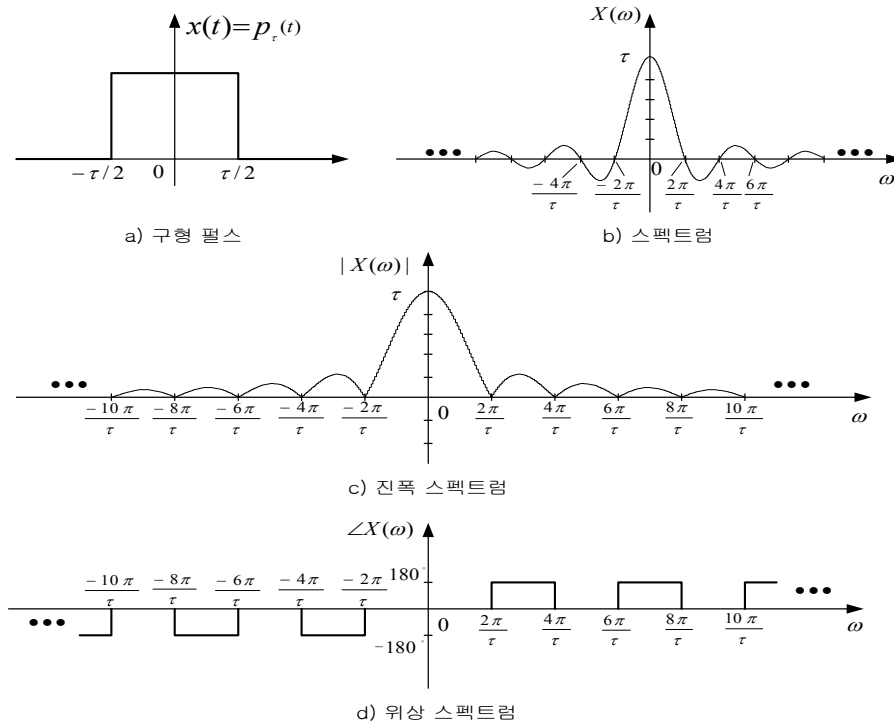 x(t)=p_τ(t)
-τ/2 0 τ/2
a) 구형 펄스
X(ω)
τ
0
-4π/τ -2π/τ 2π/τ 4π/τ 6π/τ
ω
b) 스펙트럼
|X(ω)|
τ
0
-10π/τ -8π/τ -6π/τ -4π/τ -2π/τ 2π/τ 4π/τ 6π/τ 8π/τ 10π/τ
ω
c) 진폭 스펙트럼
∠X(ω)
-10π/τ -8π/τ -6π/τ -4π/τ -2π/τ 180°
0 2π/τ 4π/τ 6π/τ 8π/τ 10π/τ
ω
-180°
d) 위상 스펙트럼